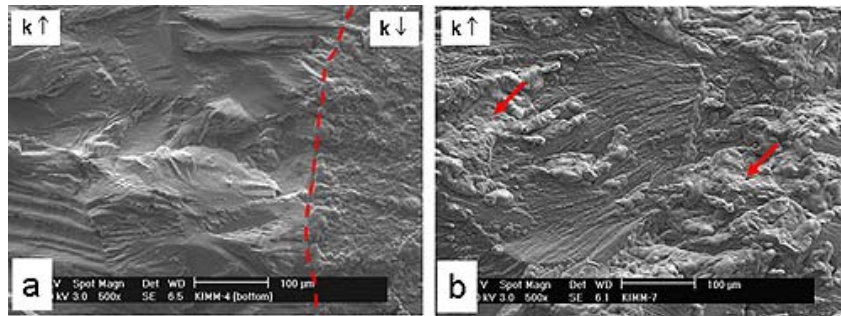 k↑
k↓
a
V Spot Magn Det WD 100 µm
kV 3.0 500x SE 6.5 KIMM-4 (bottom)
k↑
b
V Spot Magn Det WD 100 µm
kV 3.0 500x SE 6.1 KIMM-7